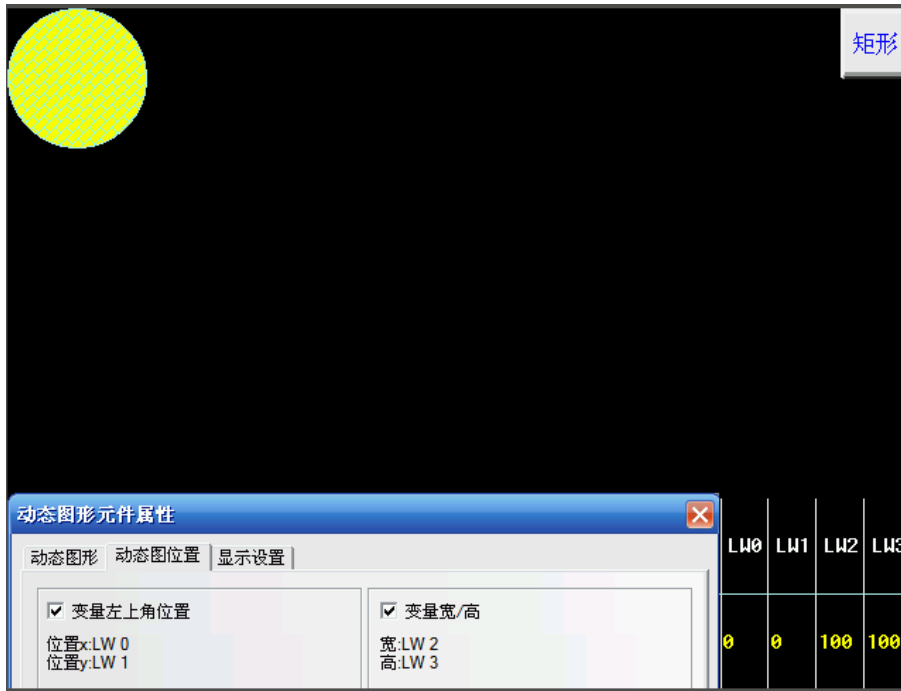 矩形
动态图形元件属性
动态图形 动态图位置 显示设置
变量左上角位置 变量宽/高
位置x:LW 0 宽:LW 2
位置y:LW 1 高:LW 3
LW0 LW1 LW2 LW3
0 0 100 100